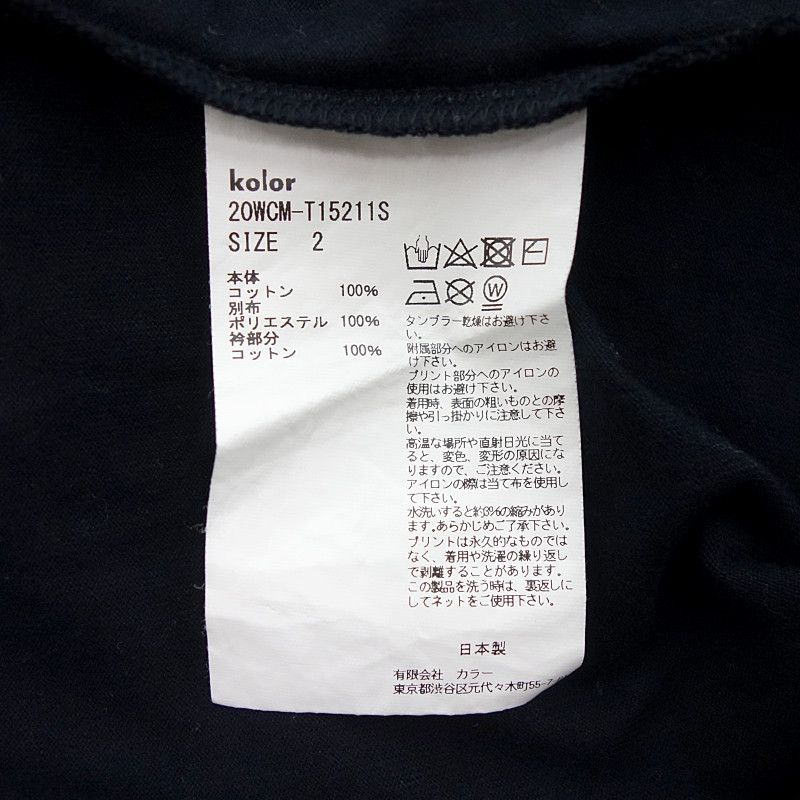 kolor
20WCM-T15211S
SIZE 2
本体
コットン 100%
別布
ポリエステル 100%
衿部分
コットン 100%
W
タンブラー乾燥はお避け下さ
い。
附属部分へのアイロンはお避
け下さい。
プリント部分へのアイロンの
使用はお避け下さい。
着用時、表面の粗いものとの摩
擦や引っ掛かりに注意して下さ
い。
高温な場所や直射日光に当て
ると、変色、変形の原因にな
りますので、ご注意ください。
アイロンの際は当て布を使用し
て下さい。
水洗いすると約3%の縮みがあり
ます。あらかじめご了承下さい。
プリントは永久的なものでは
なく、着用や洗濯の繰り返し
で剥離することがあります。
この製品を洗う時は、裏返しに
してネットをご使用下さい。
日本製
有限会社 カラー
東京都渋谷区元代々木町55-7